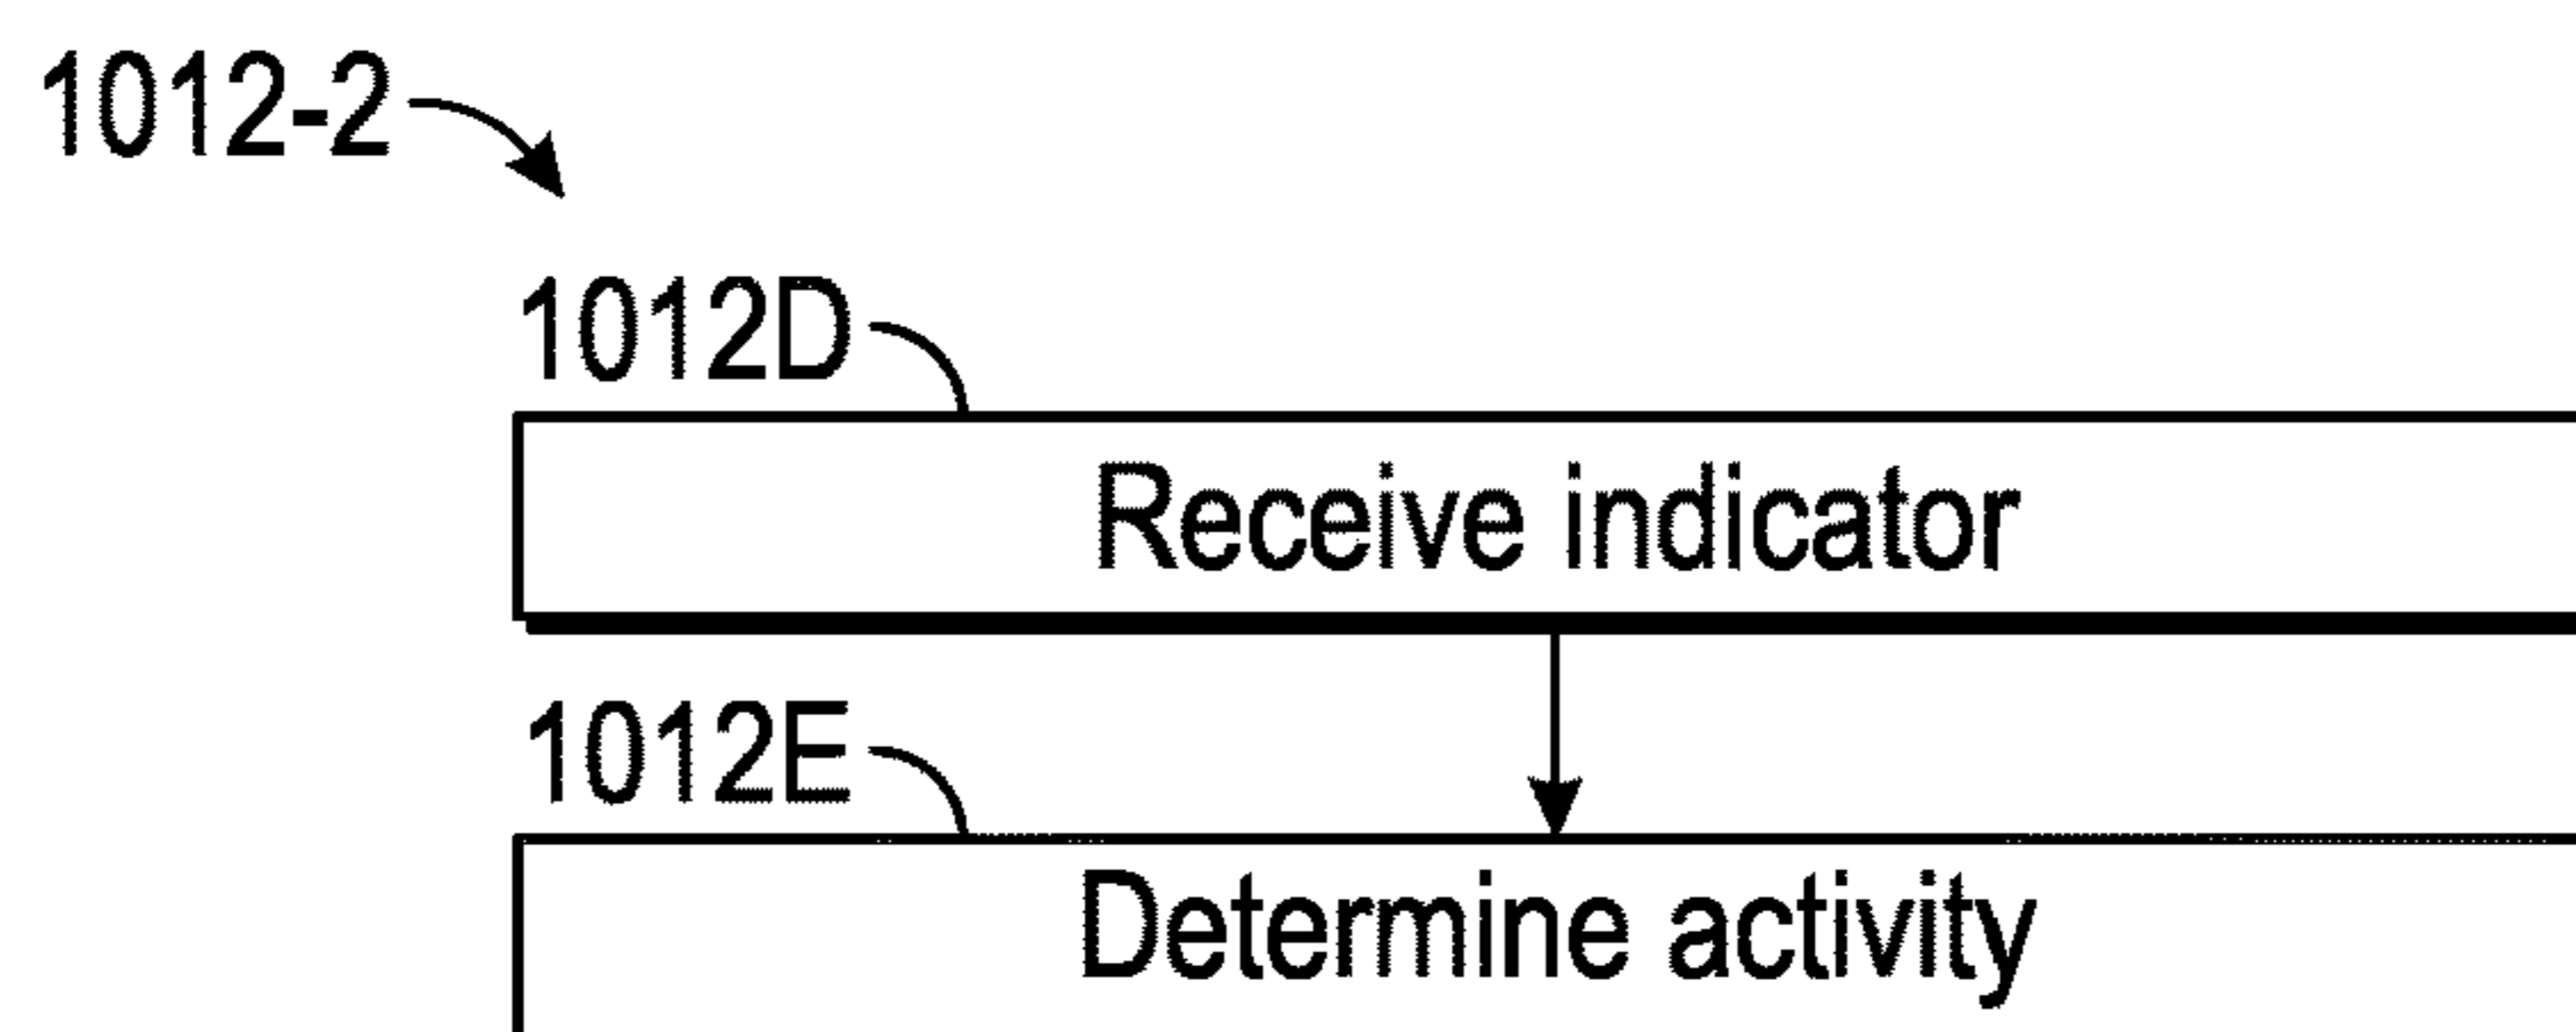 1012-2
1012D
Receive indicator
1012E
Determine activity